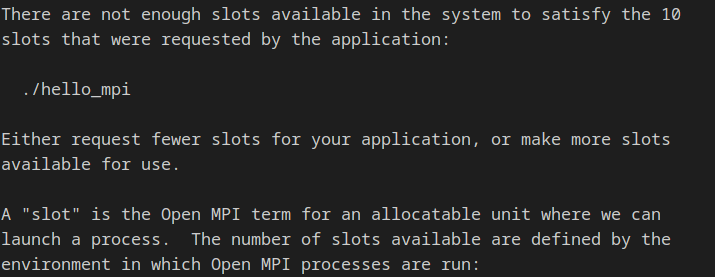 There are not enough slots available in the system to satisfy the 10
slots that were requested by the application:

  ./hello_mpi

Either request fewer slots for your application, or make more slots
available for use.

A "slot" is the Open MPI term for an allocatable unit where we can
launch a process.  The number of slots available are defined by the
environment in which Open MPI processes are run: